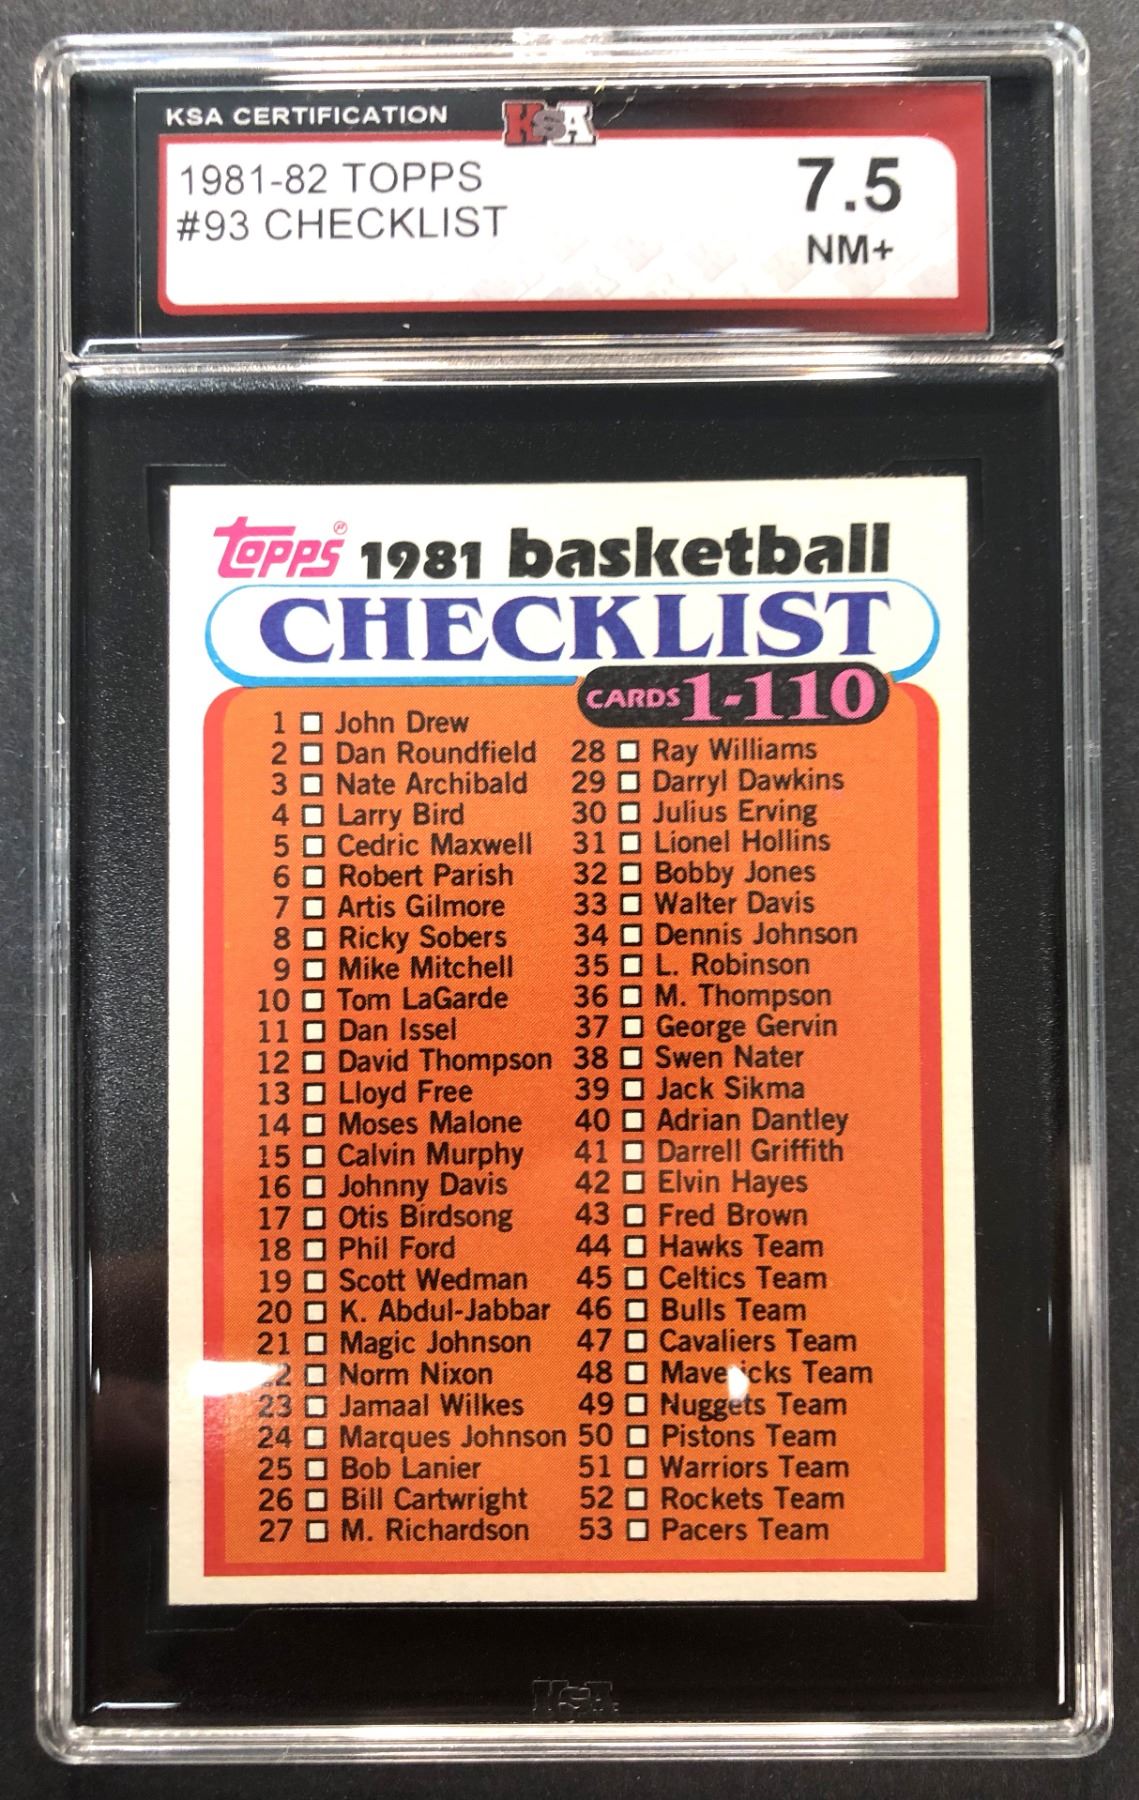 KSA CERTIFICATION
KSA
1981-82 TOPPS
#93 CHECKLIST
7.5
NM+
TOPPS® 1981 basketball
CHECKLIST
CARDS 1-110
1 John Drew
2 Dan Roundfield
3 Nate Archibald
4 Larry Bird
5 Cedric Maxwell
6 Robert Parish
7 Artis Gilmore
8 Ricky Sobers
9 Mike Mitchell
10 Tom LaGarde
11 Dan Issel
12 David Thompson
13 Lloyd Free
14 Moses Malone
15 Calvin Murphy
16 Johnny Davis
17 Otis Birdsong
18 Phil Ford
19 Scott Wedman
20 K. Abdul-Jabbar
21 Magic Johnson
22 Norm Nixon
23 Jamaal Wilkes
24 Marques Johnson
25 Bob Lanier
26 Bill Cartwright
27 M. Richardson
28 Ray Williams
29 Darryl Dawkins
30 Julius Erving
31 Lionel Hollins
32 Bobby Jones
33 Walter Davis
34 Dennis Johnson
35 L. Robinson
36 M. Thompson
37 George Gervin
38 Swen Nater
39 Jack Sikma
40 Adrian Dantley
41 Darrell Griffith
42 Elvin Hayes
43 Fred Brown
44 Hawks Team
45 Celtics Team
46 Bulls Team
47 Cavaliers Team
48 Mavericks Team
49 Nuggets Team
50 Pistons Team
51 Warriors Team
52 Rockets Team
53 Pacers Team
KSA